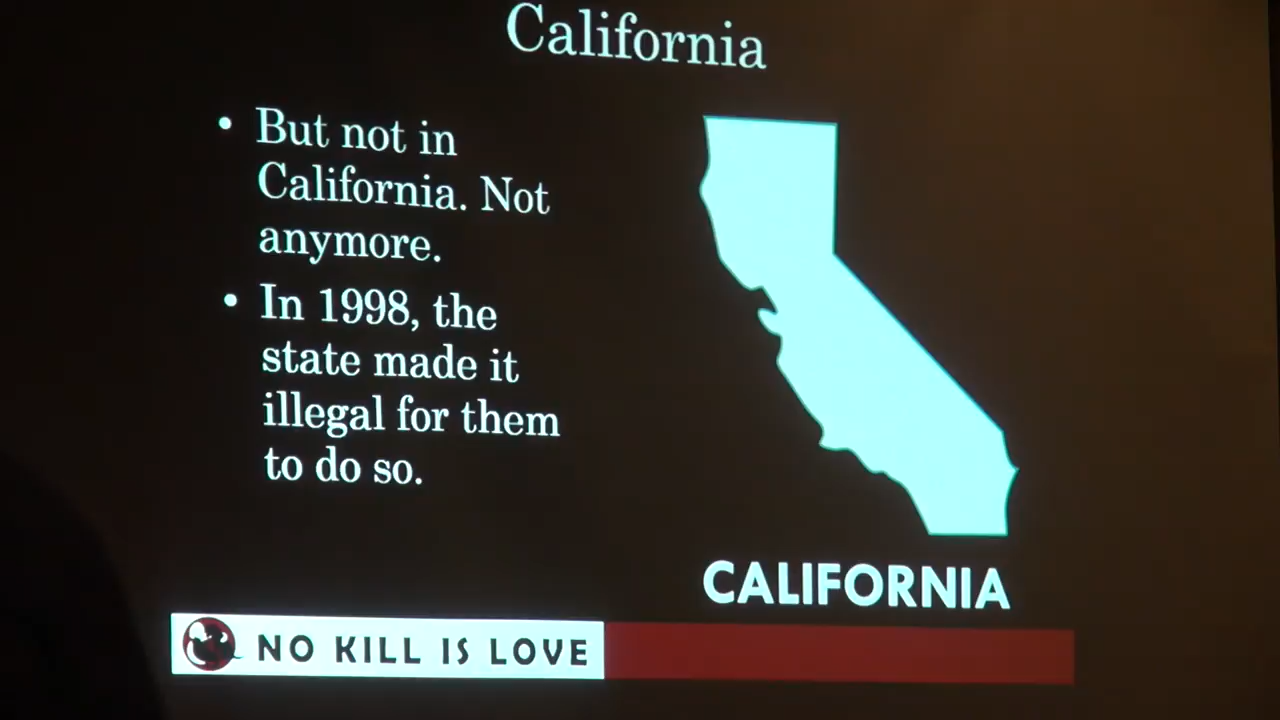 California
• But not in
California. Not
anymore.
• In 1998, the
state made it
illegal for them
to do so.
CALIFORNIA
NO KILL IS LOVE